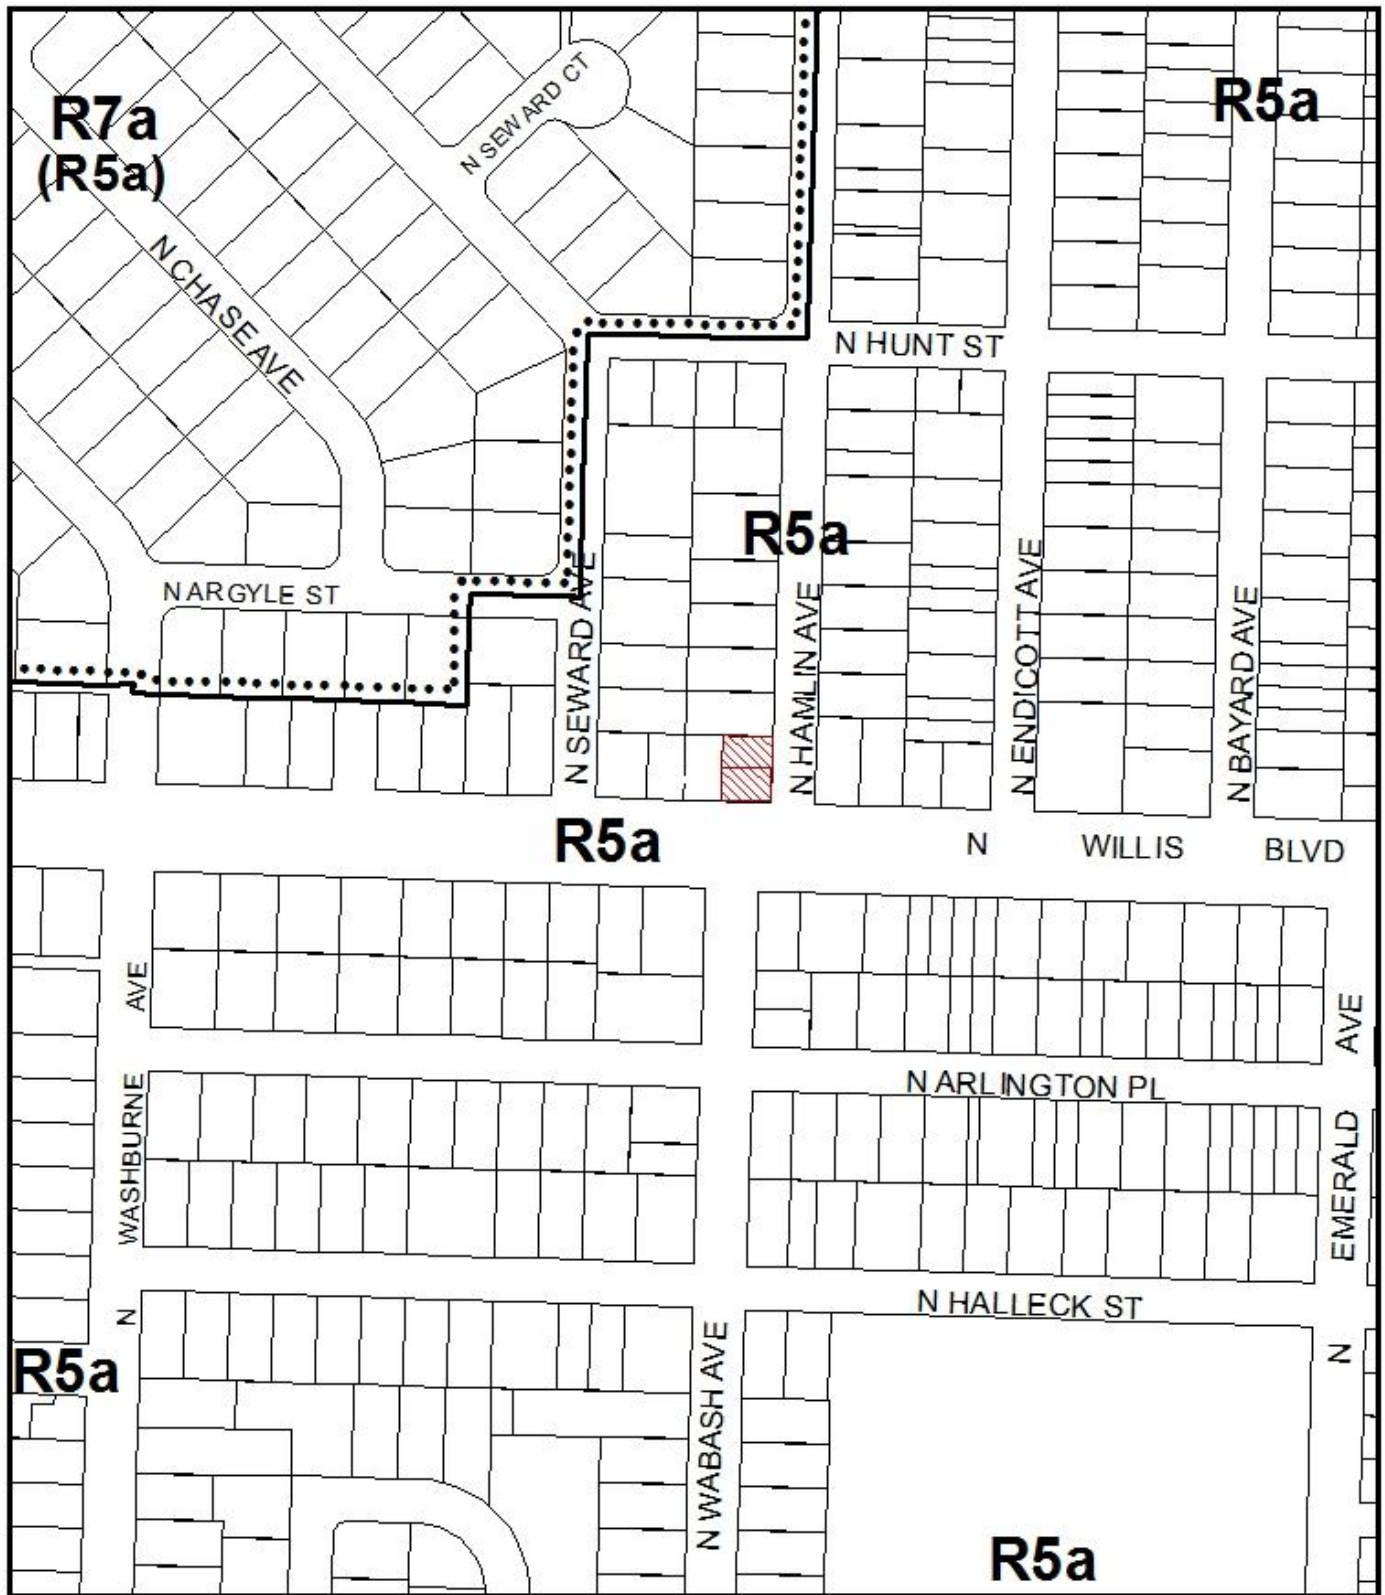 R7a
(R5a)
N SEWARD CT
R5a
N CHASE AVE
N HUNT ST
R5a
N ARGYLE ST
N SEWARD AVE
N HAMLIN AVE
N ENDICOTT AVE
N BAYARD AVE
R5a
N WILLIS BLVD
N WASHBURNE AVE
N ARLINGTON PL
N EMERALD AVE
N HALLECK ST
R5a
N WABASH AVE
R5a